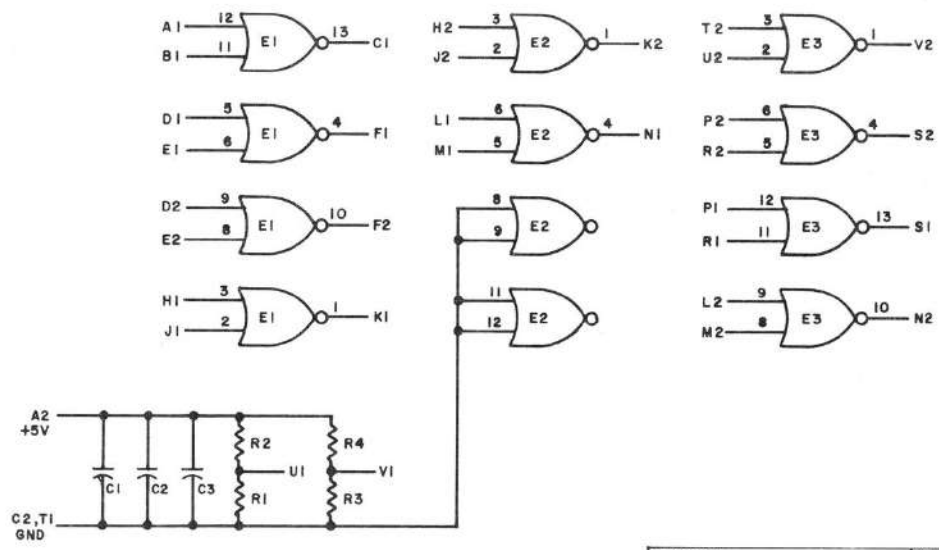 A1 12 E1 13 C1
B1 11
H2 3 E2 1 K2
J2 2
T2 3 E3 1 V2
U2 2
D1 5 E1 4 F1
E1 6
L1 6 E2 4 N1
M1 5
P2 6 E3 4 S2
R2 5
D2 9 E1 10 F2
E2 8
8 E2
9
P1 12 E3 13 S1
R1 11
H1 3 E1 1 K1
J1 2
11 E2
12
L2 9 E3 10 N2
M2 8
A2
+5V
R2 R4
U1 V1
C1 C2 C3 R1 R3
C2, T1
GND